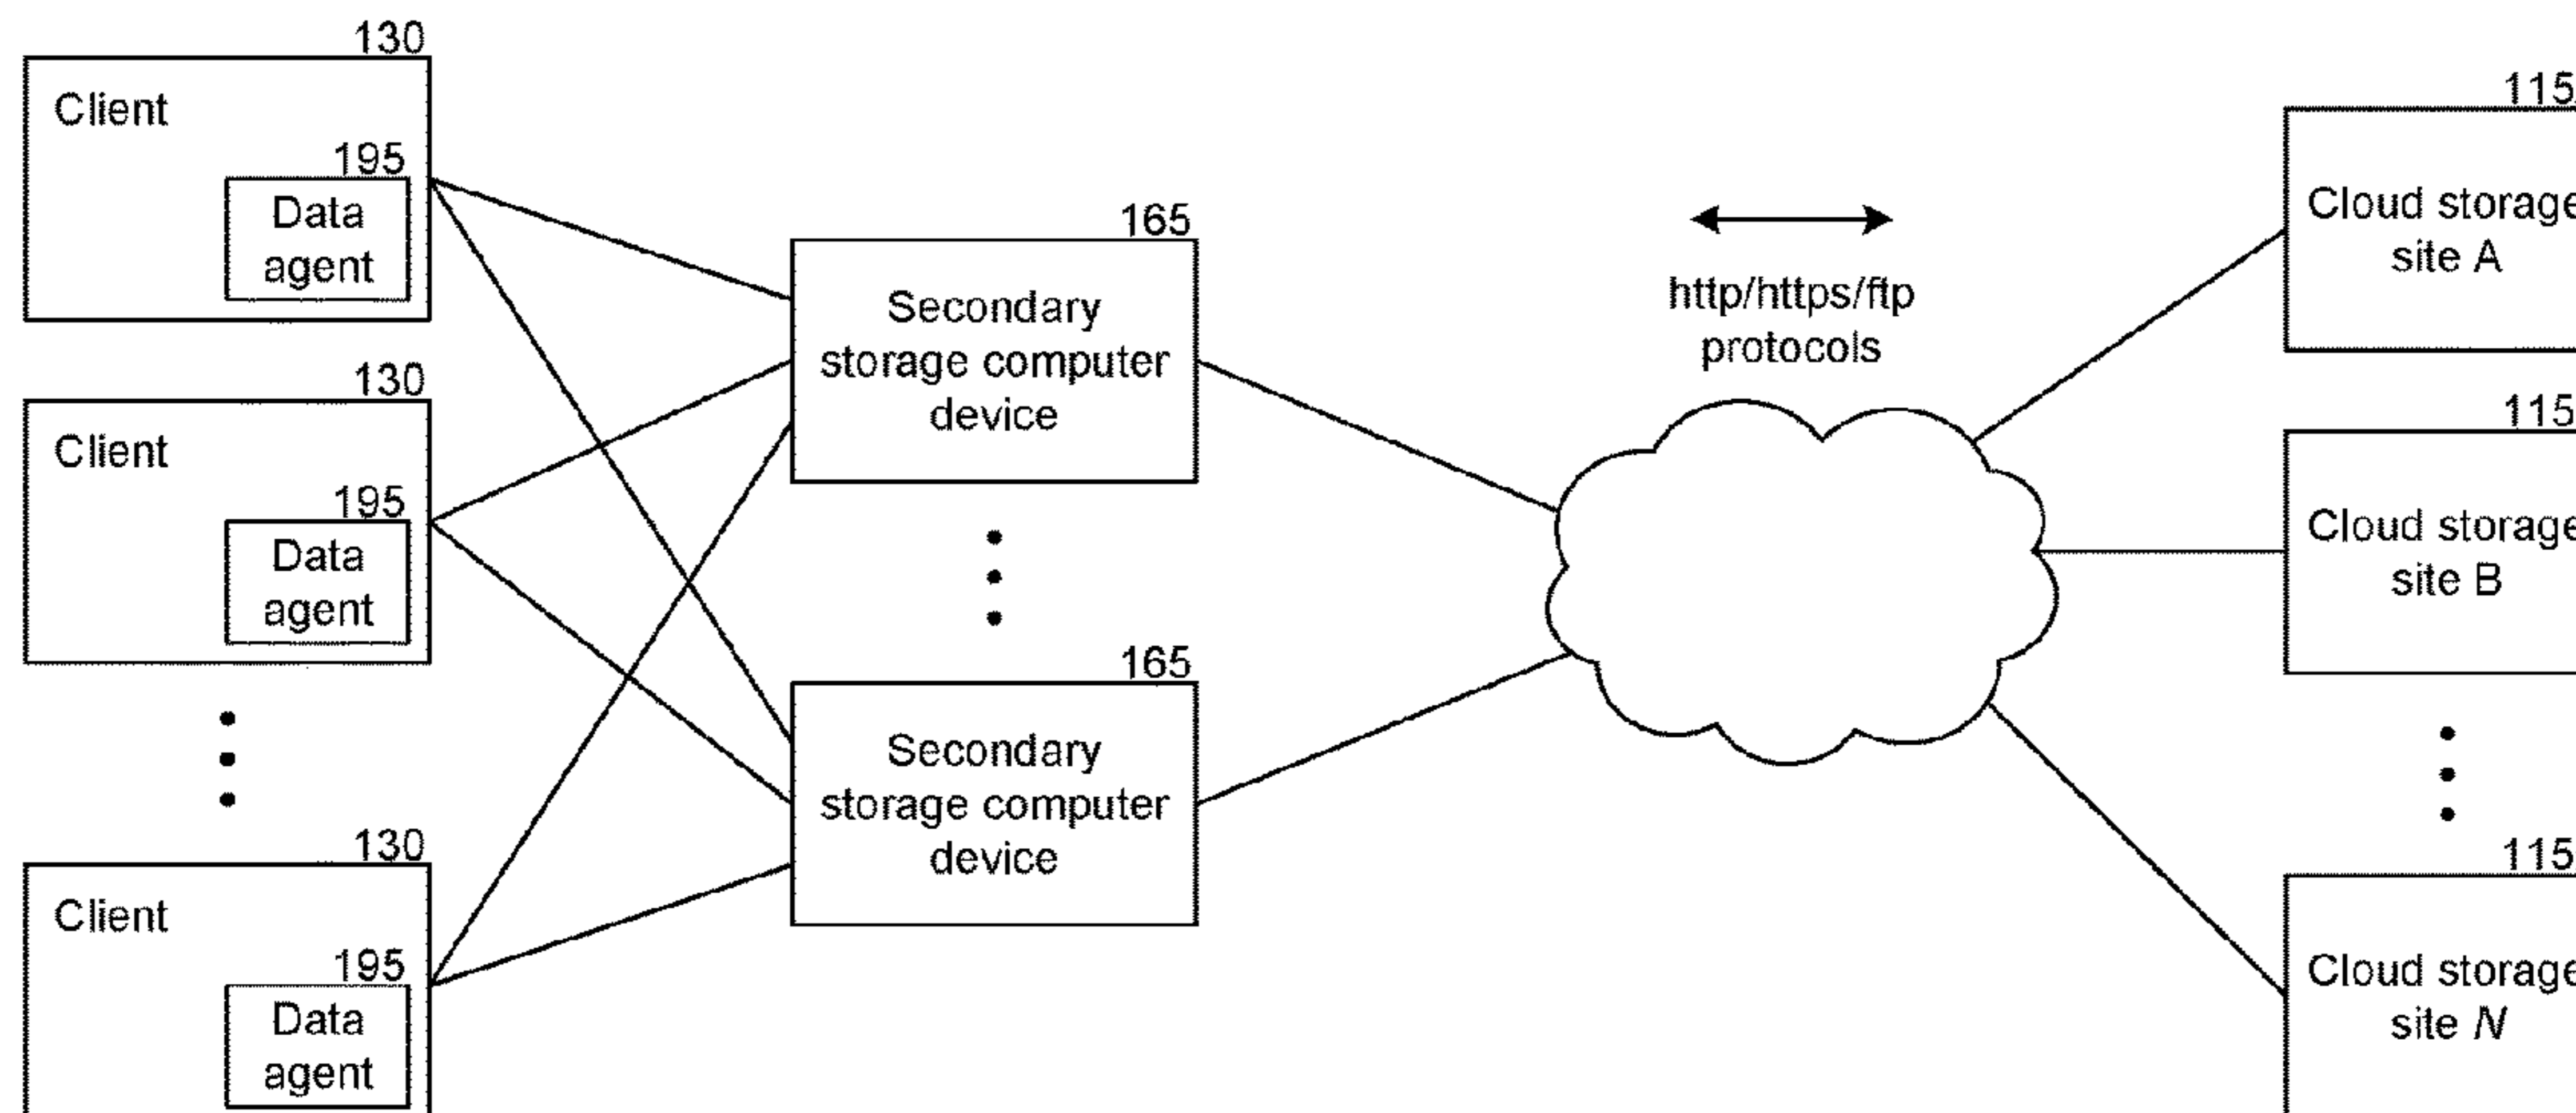 130
Client
195
Data
agent
130
Client
195
Data
agent
130
Client
195
Data
agent
165
Secondary
storage computer
device
165
Secondary
storage computer
device
http/https/ftp
protocols
115
Cloud storage
site A
115
Cloud storage
site B
115
Cloud storage
site N